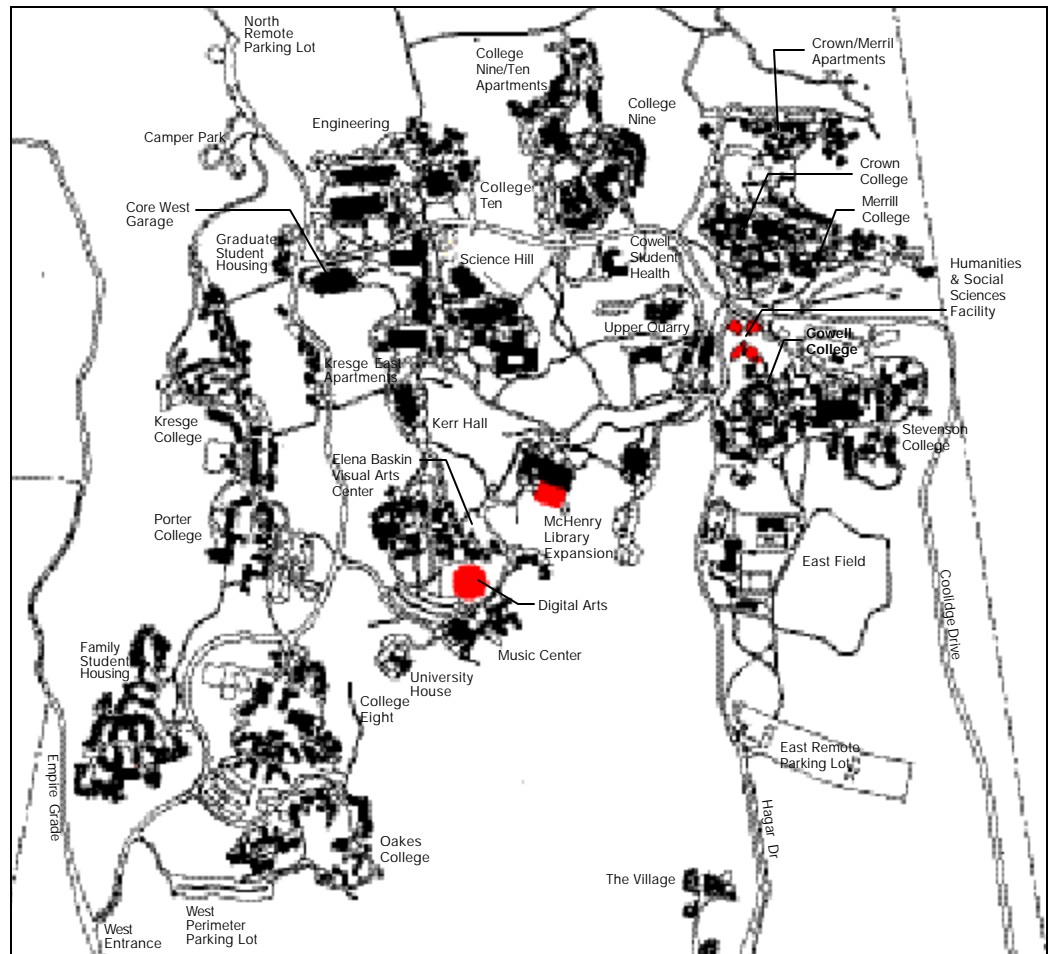 North
Remote
Parking Lot
College
Nine/Ten
Apartments
Crown/Merril
Apartments
College
Nine
Engineering
Camper Park
Crown
College
College
Ten
Core West
Garage
Merrill
College
Graduate
Student
Housing
Science Hill
Cowell
Student
Health
Humanities
& Social
Sciences
Facility
Upper Quarry
Cowell
College
Kresge East
Apartments
Kresge
College
Kerr Hall
Stevenson
College
Elena Baskin
Visual Arts
Center
Porter
College
McHenry
Library
Expansion
East Field
Coolidge Drive
Digital Arts
Family
Student
Housing
Music Center
University
House
College
Eight
East Remote
Parking Lot
Empire Grade
Hagar Dr
Oakes
College
The Village
West
Perimeter
Parking Lot
West
Entrance